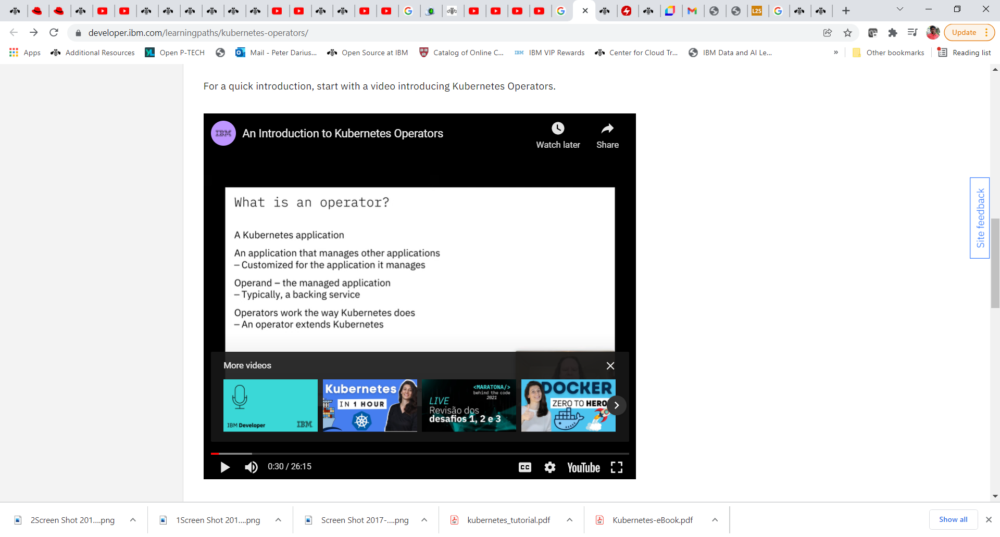 L2S
developer.ibm.com/learningpaths/kubernetes-operators/
Update
Apps
Additional Resources
YL
Open P-TECH
Mail - Peter Darius...
Open Source at IBM
Catalog of Online C...
IBM
IBM VIP Rewards
Center for Cloud Tr...
IBM Data and AI Le...
»
Other bookmarks
Reading list
For a quick introduction, start with a video introducing Kubernetes Operators.
IBM
An Introduction to Kubernetes Operators
Watch later
Share
What is an operator?
A Kubernetes application
An application that manages other applications
– Customized for the application it manages
Operand – the managed application
– Typically, a backing service
Operators work the way Kubernetes does
– An operator extends Kubernetes
More videos
IBM Developer
IBM
Kubernetes
IN 1 HOUR
<MARATONA/>
behind the code
2021
LIVE
Revisão dos
desafios 1, 2 e 3
DOCKER
ZERO TO HERO
0:30 / 26:15
CC
YouTube
Site feedback
2Screen Shot 201....png
1Screen Shot 201....png
Screen Shot 2017-....png
kubernetes_tutorial.pdf
Kubernetes-eBook.pdf
Show all